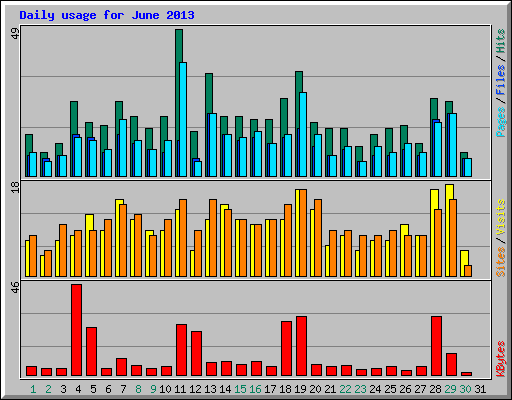 Daily usage for June 2013
49
Pages / Files / Hits
18
Sites / Visits
46
KBytes
1 2 3 4 5 6 7 8 9 10 11 12 13 14 15 16 17 18 19 20 21 22 23 24 25 26 27 28 29 30 31